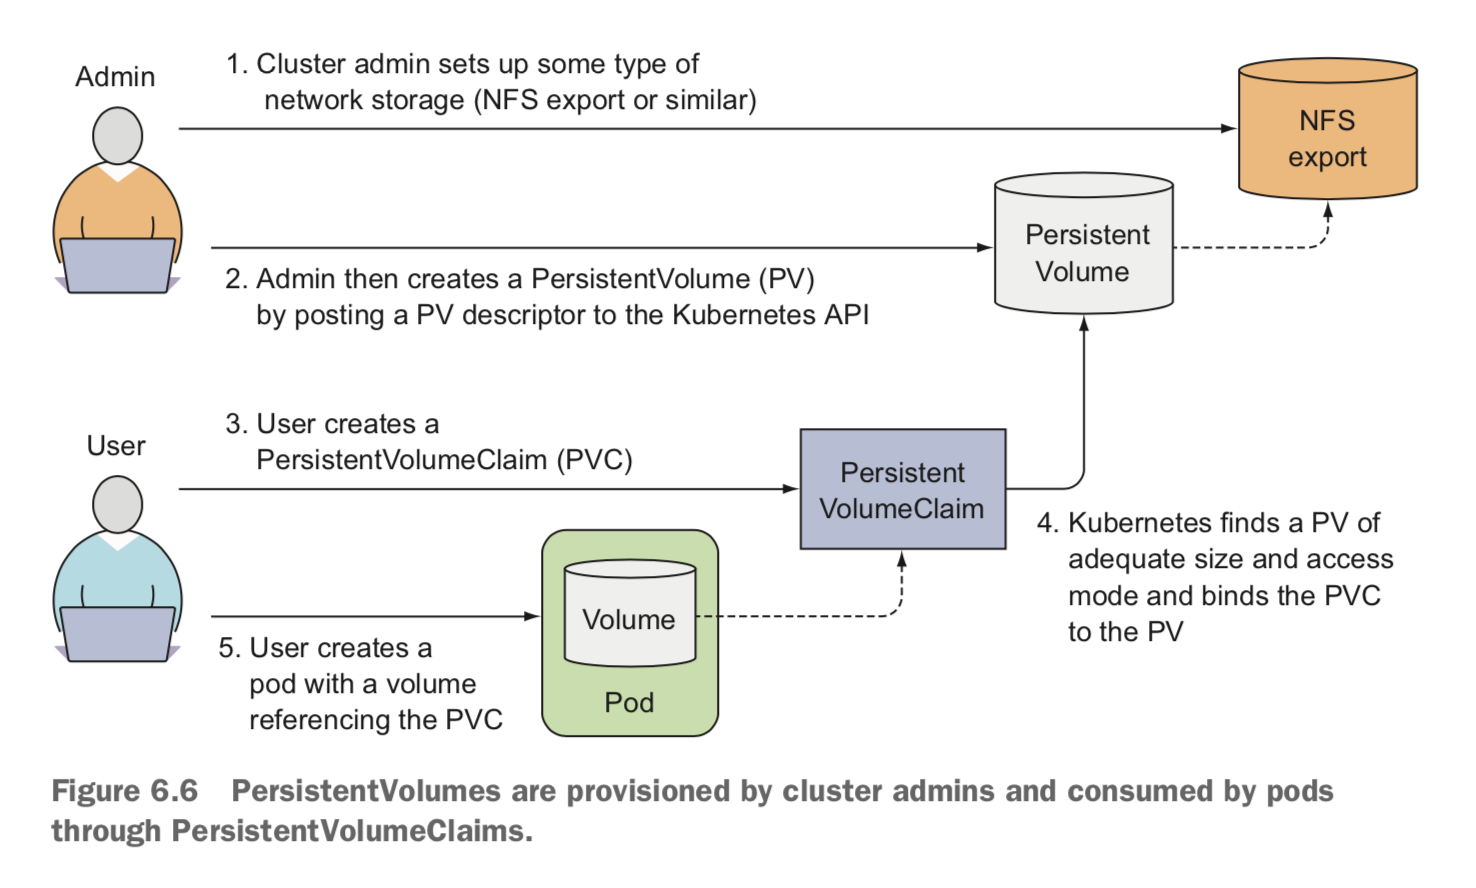 Admin
1. Cluster admin sets up some type of
network storage (NFS export or similar)
NFS
export
Persistent
Volume
2. Admin then creates a PersistentVolume (PV)
by posting a PV descriptor to the Kubernetes API
User
3. User creates a
PersistentVolumeClaim (PVC)
Persistent
VolumeClaim
4. Kubernetes finds a PV of
adequate size and access
mode and binds the PVC
to the PV
Volume
Pod
5. User creates a
pod with a volume
referencing the PVC
Figure 6.6 PersistentVolumes are provisioned by cluster admins and consumed by pods
through PersistentVolumeClaims.